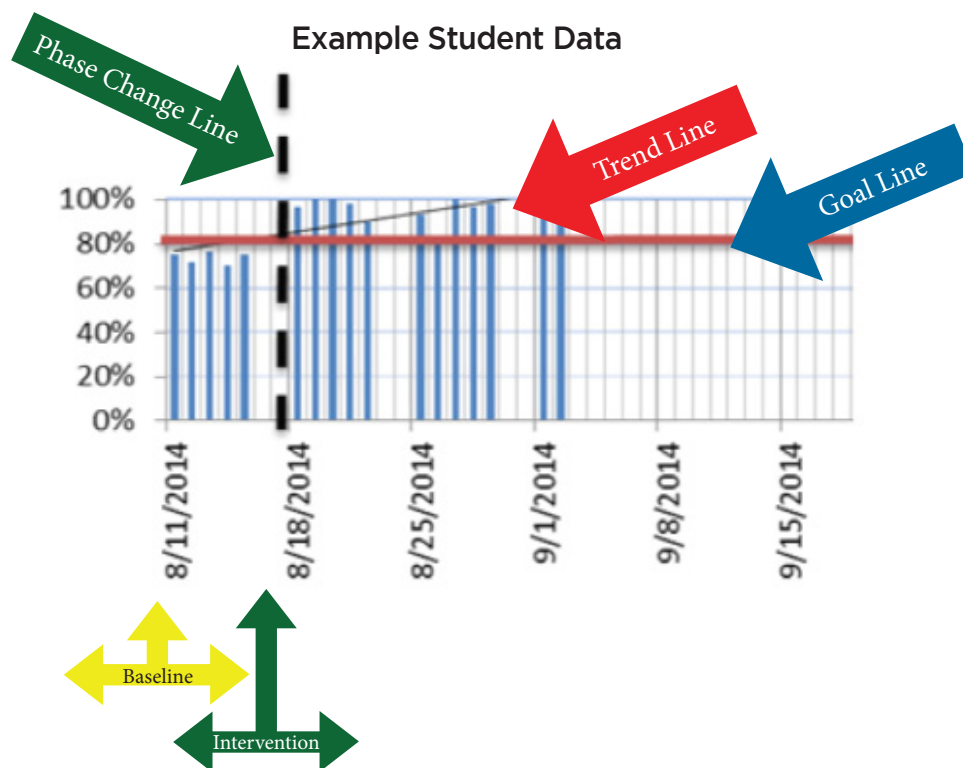 Example Student Data
Phase Change Line
Trend Line
Goal Line
100%
80%
60%
40%
20%
0%
8/11/2014
8/18/2014
8/25/2014
9/1/2014
9/8/2014
9/15/2014
Baseline
Intervention